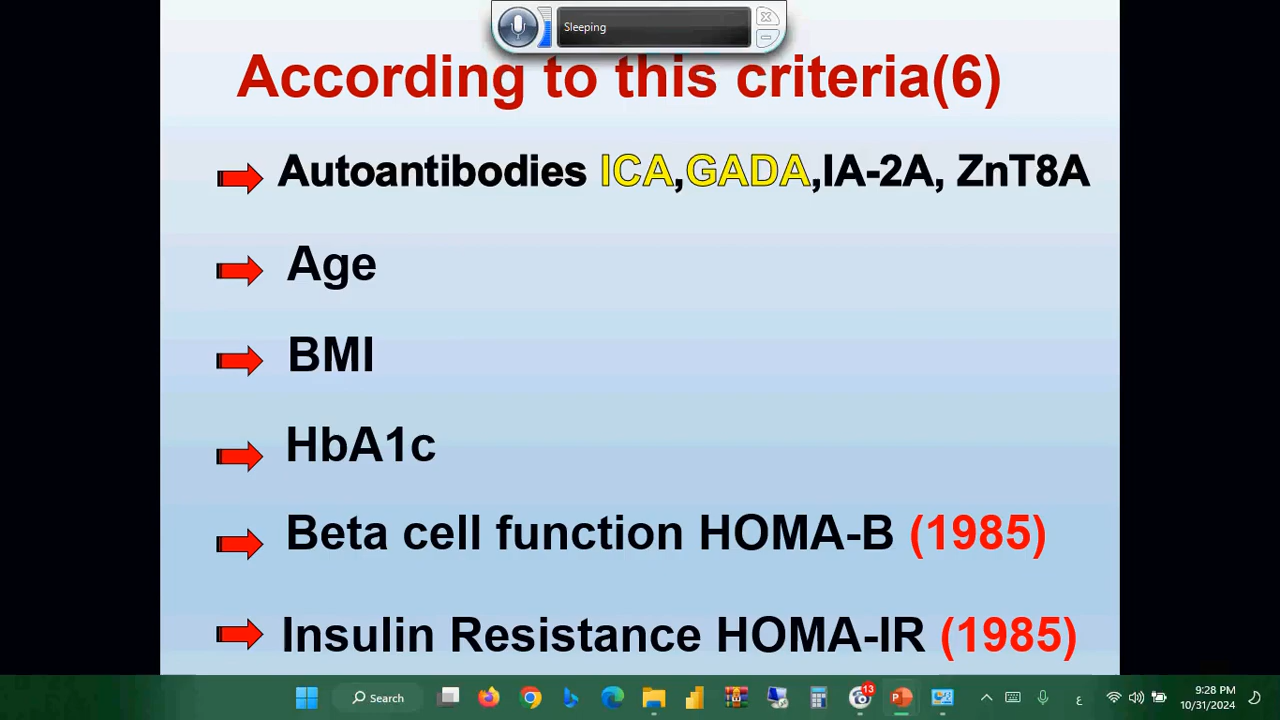 Sleeping
According to this criteria(6)
Autoantibodies ICA,GADA,IA-2A, ZnT8A
Age
BMI
HbA1c
Beta cell function HOMA-B (1985)
Insulin Resistance HOMA-IR (1985)
Search
13
ع
9:28 PM
10/31/2024